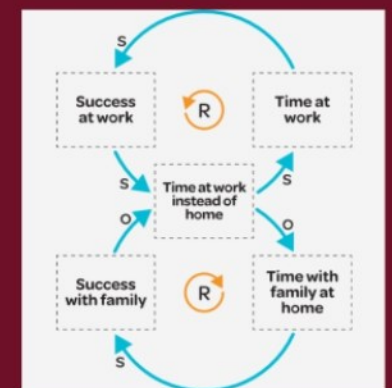 S
Success
at work
R
Time at
work
S
Time at work
instead of
home
S
O
O
Success
with family
R
Time with
family at
home
S